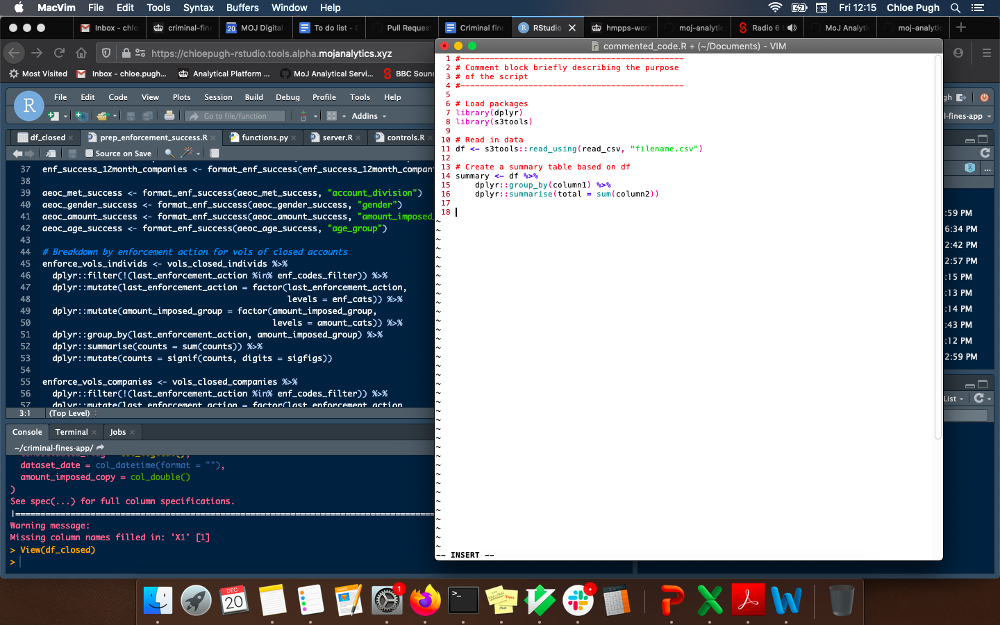 MacVim File Edit Tools Syntax Buffers Window Help Fri 12:15 Chloe Pugh
Inbox - chlo
criminal-fin
20 MOJ Digital
To do list -
Pull Request
Criminal fin
RStudio
hmpps-wor
moj-analytic
Radio 6
MoJ Analyti
moj-analytic
https://chloepugh-rstudio.tools.alpha.mojanalytics.xyz
Most Visited
Inbox - chloe.pugh...
Analytical Platform ...
MoJ Analytical Servi...
BBC Soun
R
File Edit Code View Plots Session Build Debug Profile Tools Help
Go to file/function
Addins
gh
l-fines-app
df_closed
prep_enforcement_success.R
functions.py
server.R
controls.R
Source on Save
37 enf_success_12month_companies <- format_enf_success(enf_success_12month_compan
38
39 aeoc_met_success <- format_enf_success(aeoc_met_success, "account_division")
40 aeoc_gender_success <- format_enf_success(aeoc_gender_success, "gender")
41 aeoc_amount_success <- format_enf_success(aeoc_amount_success, "amount_imposed_
42 aeoc_age_success <- format_enf_success(aeoc_age_success, "age_group")
43
44 # Breakdown by enforcement action for vols of closed accounts
45 enforce_vols_individs <- vols_closed_individs %>%
46 dplyr::filter(!(last_enforcement_action %in% enf_codes_filter)) %>%
47 dplyr::mutate(last_enforcement_action = factor(last_enforcement_action,
48 levels = enf_cats)) %>%
49 dplyr::mutate(amount_imposed_group = factor(amount_imposed_group,
50 levels = amount_cats)) %>%
51 dplyr::group_by(last_enforcement_action, amount_imposed_group) %>%
52 dplyr::summarise(counts = sum(counts)) %>%
53 dplyr::mutate(counts = signif(counts, digits = sigfigs))
54
55 enforce_vols_companies <- vols_closed_companies %>%
56 dplyr::filter(!(last_enforcement_action %in% enf_codes_filter)) %>%
57 dplyr::mutate(last_enforcement_action = factor(last_enforcement_action
3:1 (Top Level)
Console Terminal Jobs
~/criminal-fines-app/
dataset_date = col_datetime(format = ""),
amount_imposed_copy = col_double()
)
See spec(...) for full column specifications.
|================================================================================
Warning message:
Missing column names filled in: 'X1' [1]
> View(df_closed)
>
commented_code.R + (~/Documents) - VIM
1 #----------------------------------------------
2 # Comment block briefly describing the purpose
3 # of the script
4 #----------------------------------------------
5
6 # Load packages
7 library(dplyr)
8 library(s3tools)
9
10 # Read in data
11 df <- s3tools::read_using(read_csv, "filename.csv")
12
13 # Create a summary table based on df
14 summary <- df %>%
15 dplyr::group_by(column1) %>%
16 dplyr::summarise(total = sum(column2))
17
18
-- INSERT --
:59 PM
6:34 PM
2:42 PM
2:57 PM
:15 PM
:13 PM
:14 PM
:43 PM
:12 PM
2:59 PM
List
DEC
20
PAGES
1